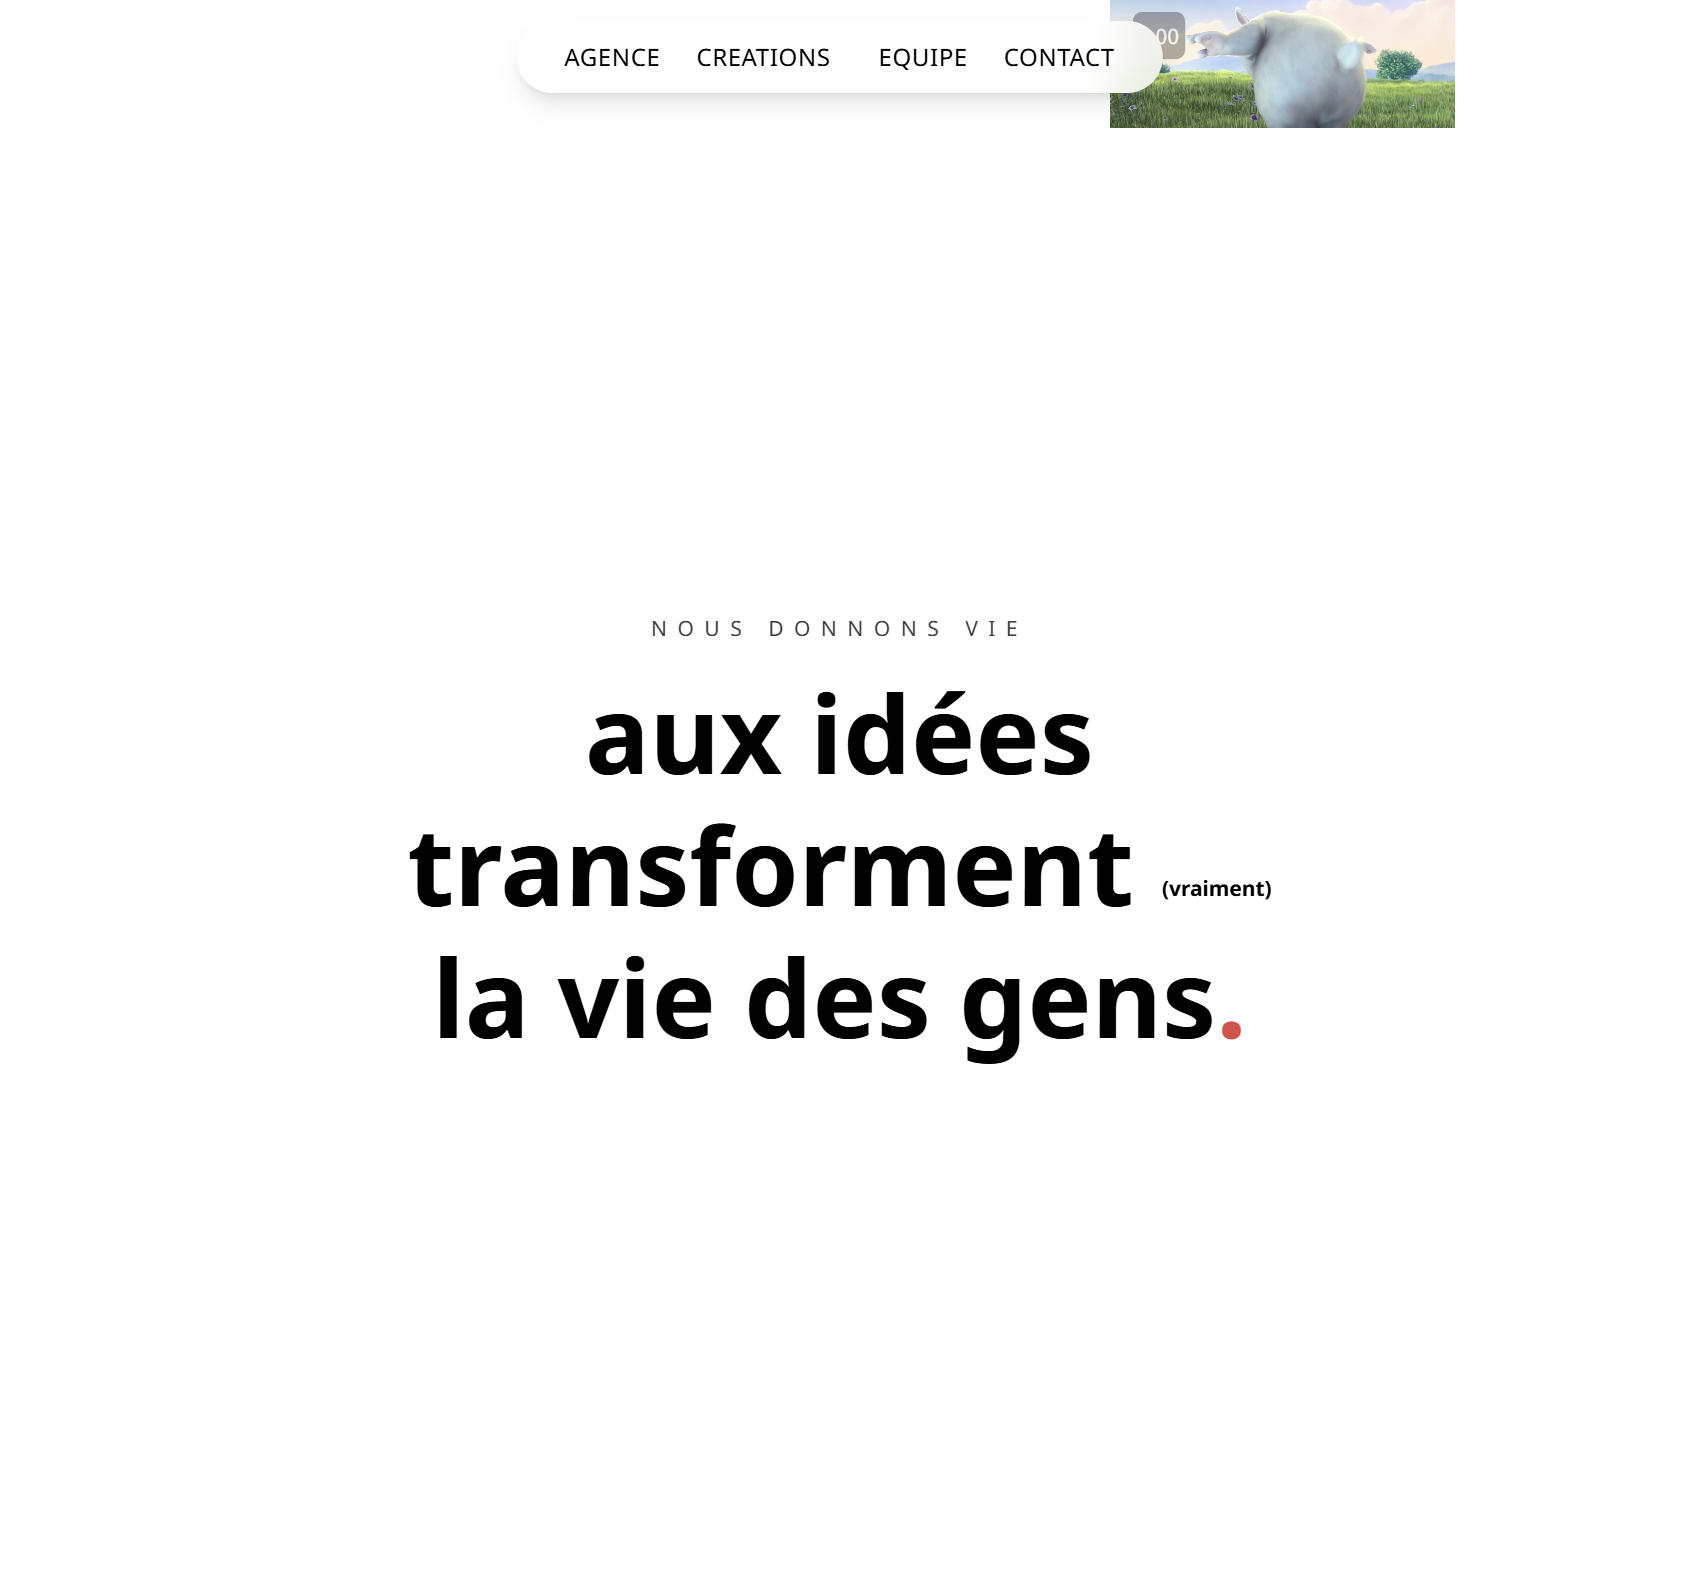 AGENCE CREATIONS EQUIPE CONTACT
00
NOUS DONNONS VIE
aux idées
transforment (vraiment)
la vie des gens.